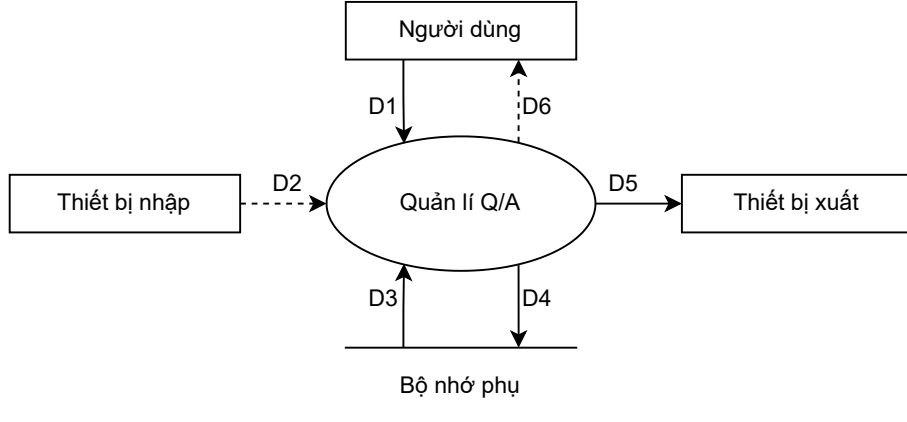 Người dùng
D1
D6
Thiết bị nhập
D2
Quản lí Q/A
D5
Thiết bị xuất
D3
D4
Bộ nhớ phụ